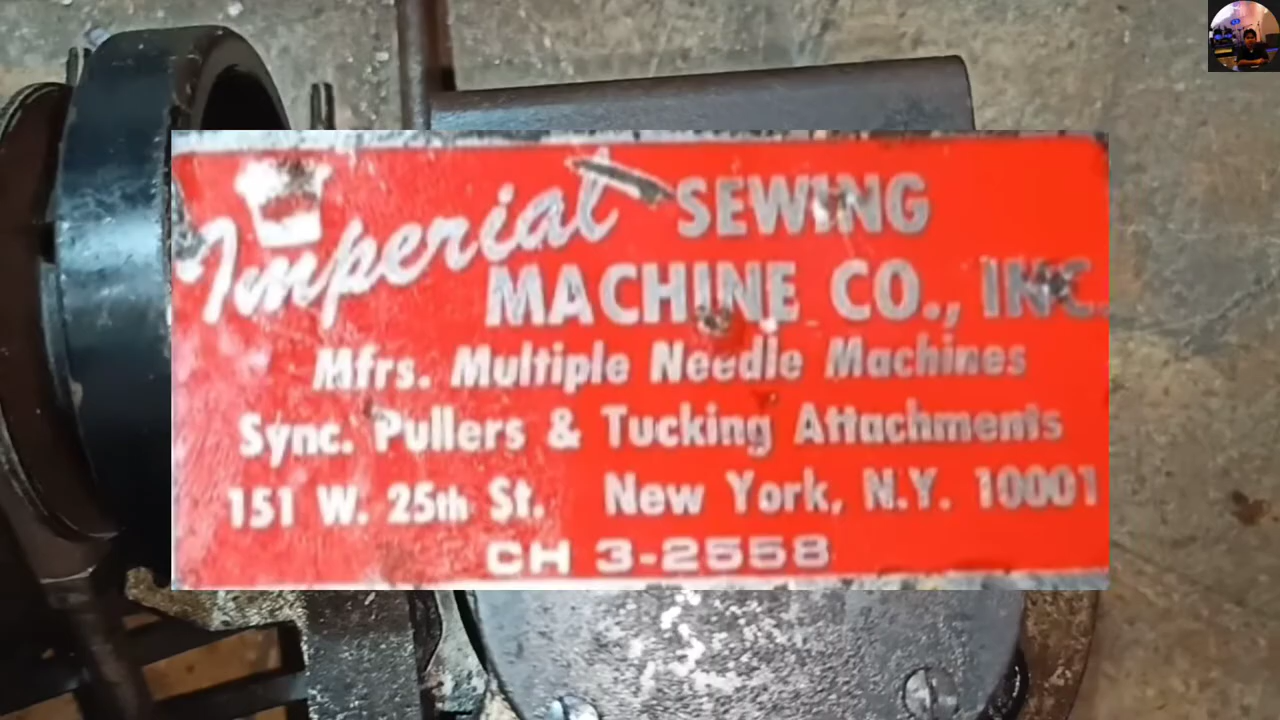 Imperial SEWING
MACHINE CO., INC.
Mfrs. Multiple Needle Machines
Sync. Pullers & Tucking Attachments
151 W. 25th St. New York, N.Y. 10001
CH 3-2558